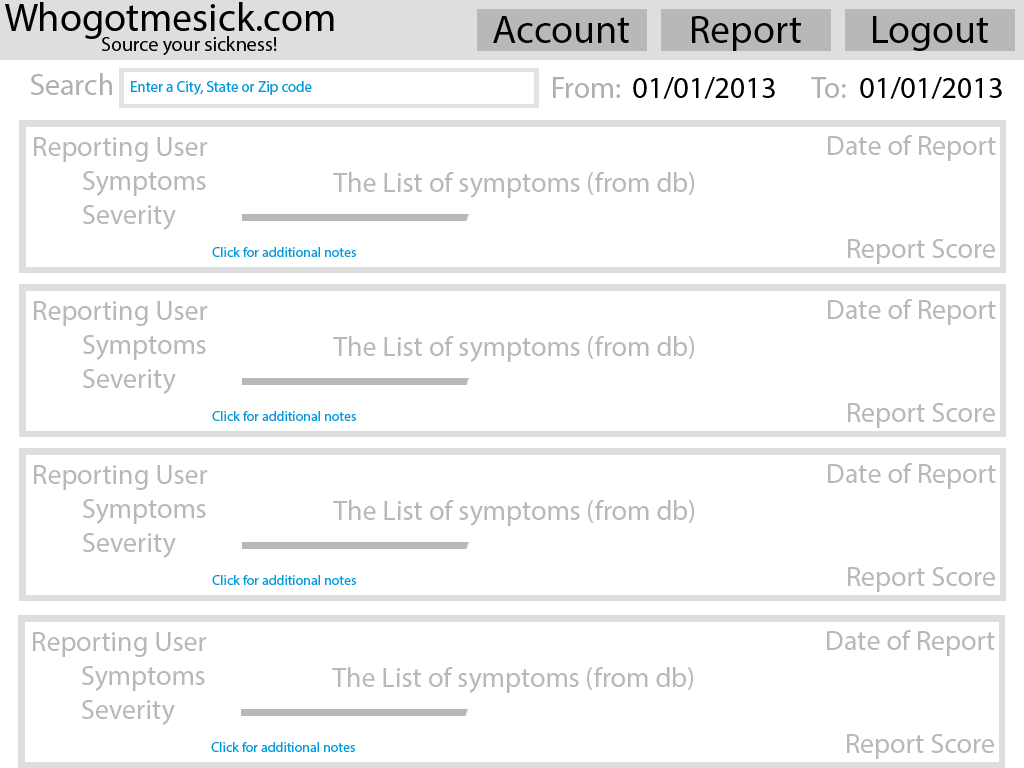 Whogotmesick.com
Source your sickness!
Account Report Logout
Search Enter a City, State or Zip code From: 01/01/2013 To: 01/01/2013
Reporting User Date of Report
Symptoms The List of symptoms (from db)
Severity
Click for additional notes Report Score
Reporting User Date of Report
Symptoms The List of symptoms (from db)
Severity
Click for additional notes Report Score
Reporting User Date of Report
Symptoms The List of symptoms (from db)
Severity
Click for additional notes Report Score
Reporting User Date of Report
Symptoms The List of symptoms (from db)
Severity
Click for additional notes Report Score